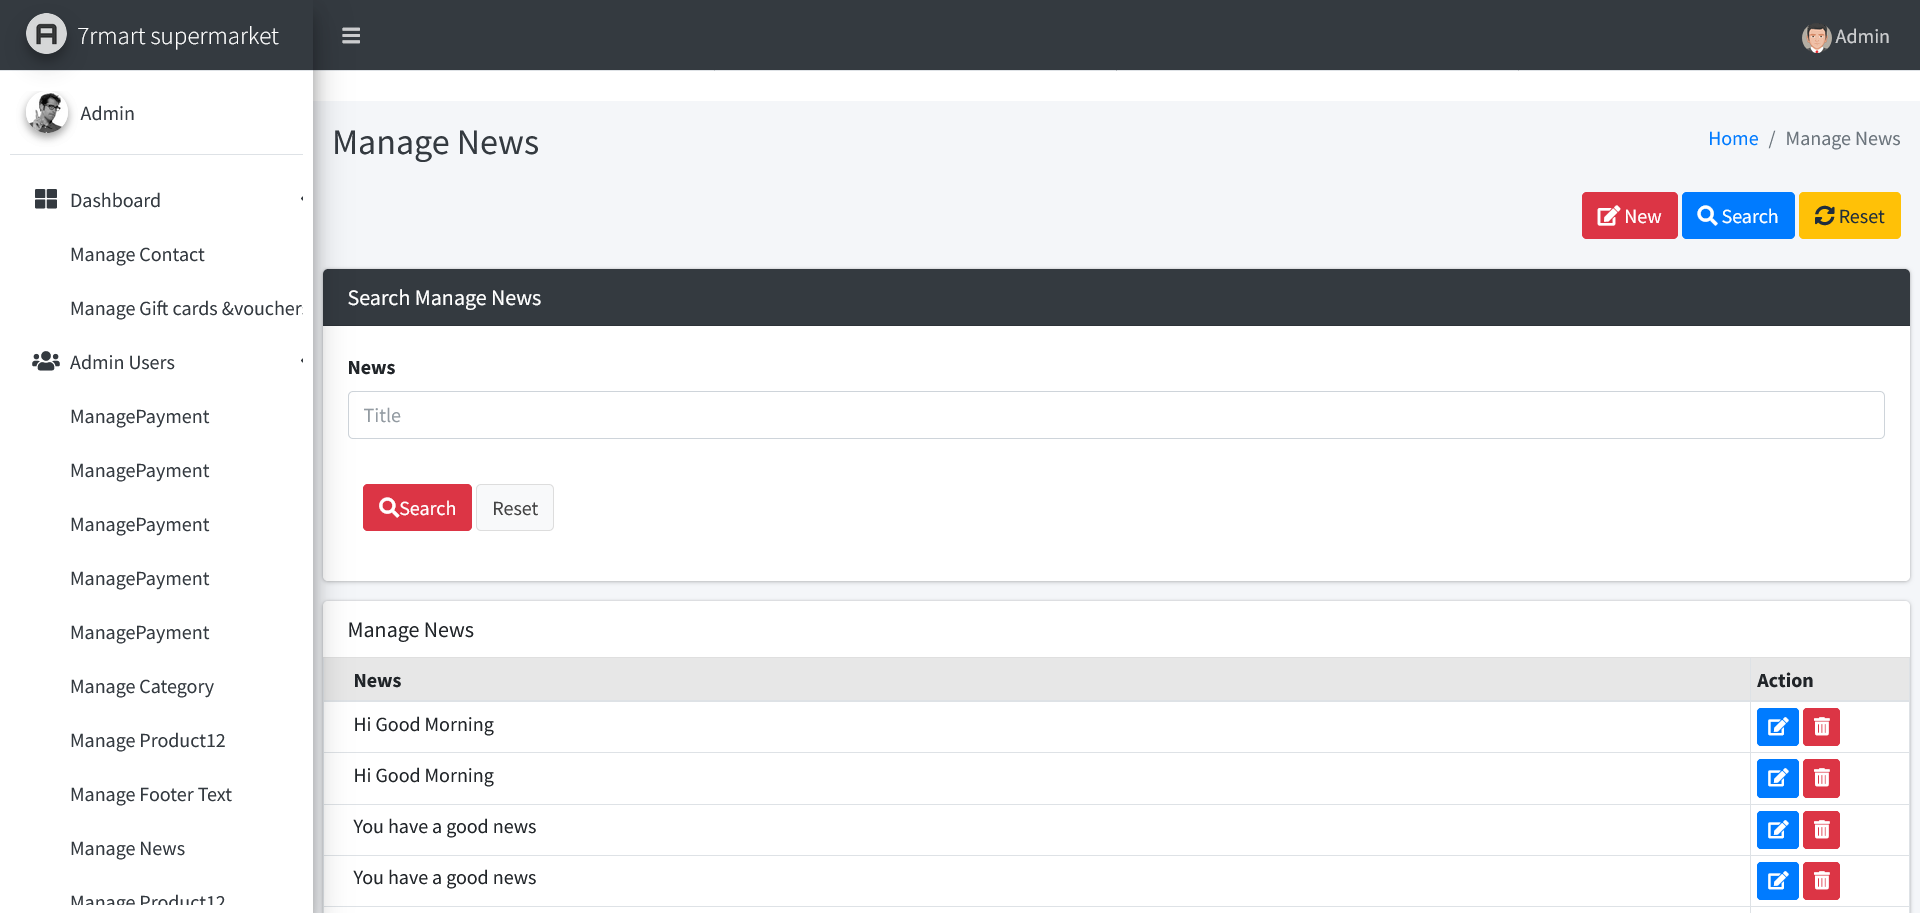 7rmart supermarket
Admin
Admin
Dashboard
Manage Contact
Manage Gift cards &voucher
Admin Users
ManagePayment
ManagePayment
ManagePayment
ManagePayment
ManagePayment
Manage Category
Manage Product12
Manage Footer Text
Manage News
Manage Product12
Manage News
Home / Manage News
New
Search
Reset
Search Manage News
News
Title
Search
Reset
Manage News
News
Action
Hi Good Morning
Hi Good Morning
You have a good news
You have a good news